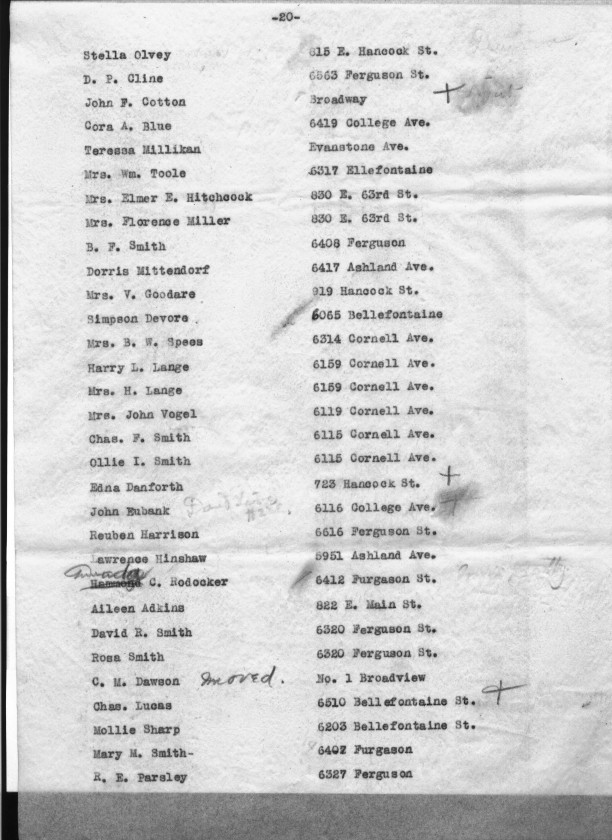 -20-
Stella Olvey 815 E. Hancock St.
D. P. Cline 6563 Ferguson St.
John F. Cotton Broadway +
Cora A. Blue 6419 College Ave.
Teressa Millikan Evanstone Ave.
Mrs. Wm. Toole 6317 Ellefontaine
Mrs. Elmer E. Hitchcock 830 E. 63rd St.
Mrs. Florence Miller 830 E. 63rd St.
B. F. Smith 6408 Ferguson
Dorris Mittendorf 6417 Ashland Ave.
Mrs. V. Goodare 919 Hancock St.
Simpson Devore 6065 Bellefontaine
Mrs. B. W. Spees 6314 Cornell Ave.
Harry L. Lange 6159 Cornell Ave.
Mrs. H. Lange 6159 Cornell Ave.
Mrs. John Vogel 6119 Cornell Ave.
Chas. F. Smith 6115 Cornell Ave.
Ollie I. Smith 6115 Cornell Ave.
Edna Danforth 723 Hancock St. +
John Eubank 6116 College Ave. +
Reuben Harrison 6616 Ferguson St.
Lawrence Hinshaw 5951 Ashland Ave.
Hammond C. Rodocker 6412 Furgason St.
Aileen Adkins 822 E. Main St.
David R. Smith 6320 Ferguson St.
Rosa Smith 6320 Ferguson St.
C. M. Dawson moved. No. 1 Broadview
Chas. Lucas 6510 Bellefontaine St. +
Mollie Sharp 6203 Bellefontaine St.
Mary M. Smith- 6402 Furgason
R. E. Parsley 6327 Ferguson